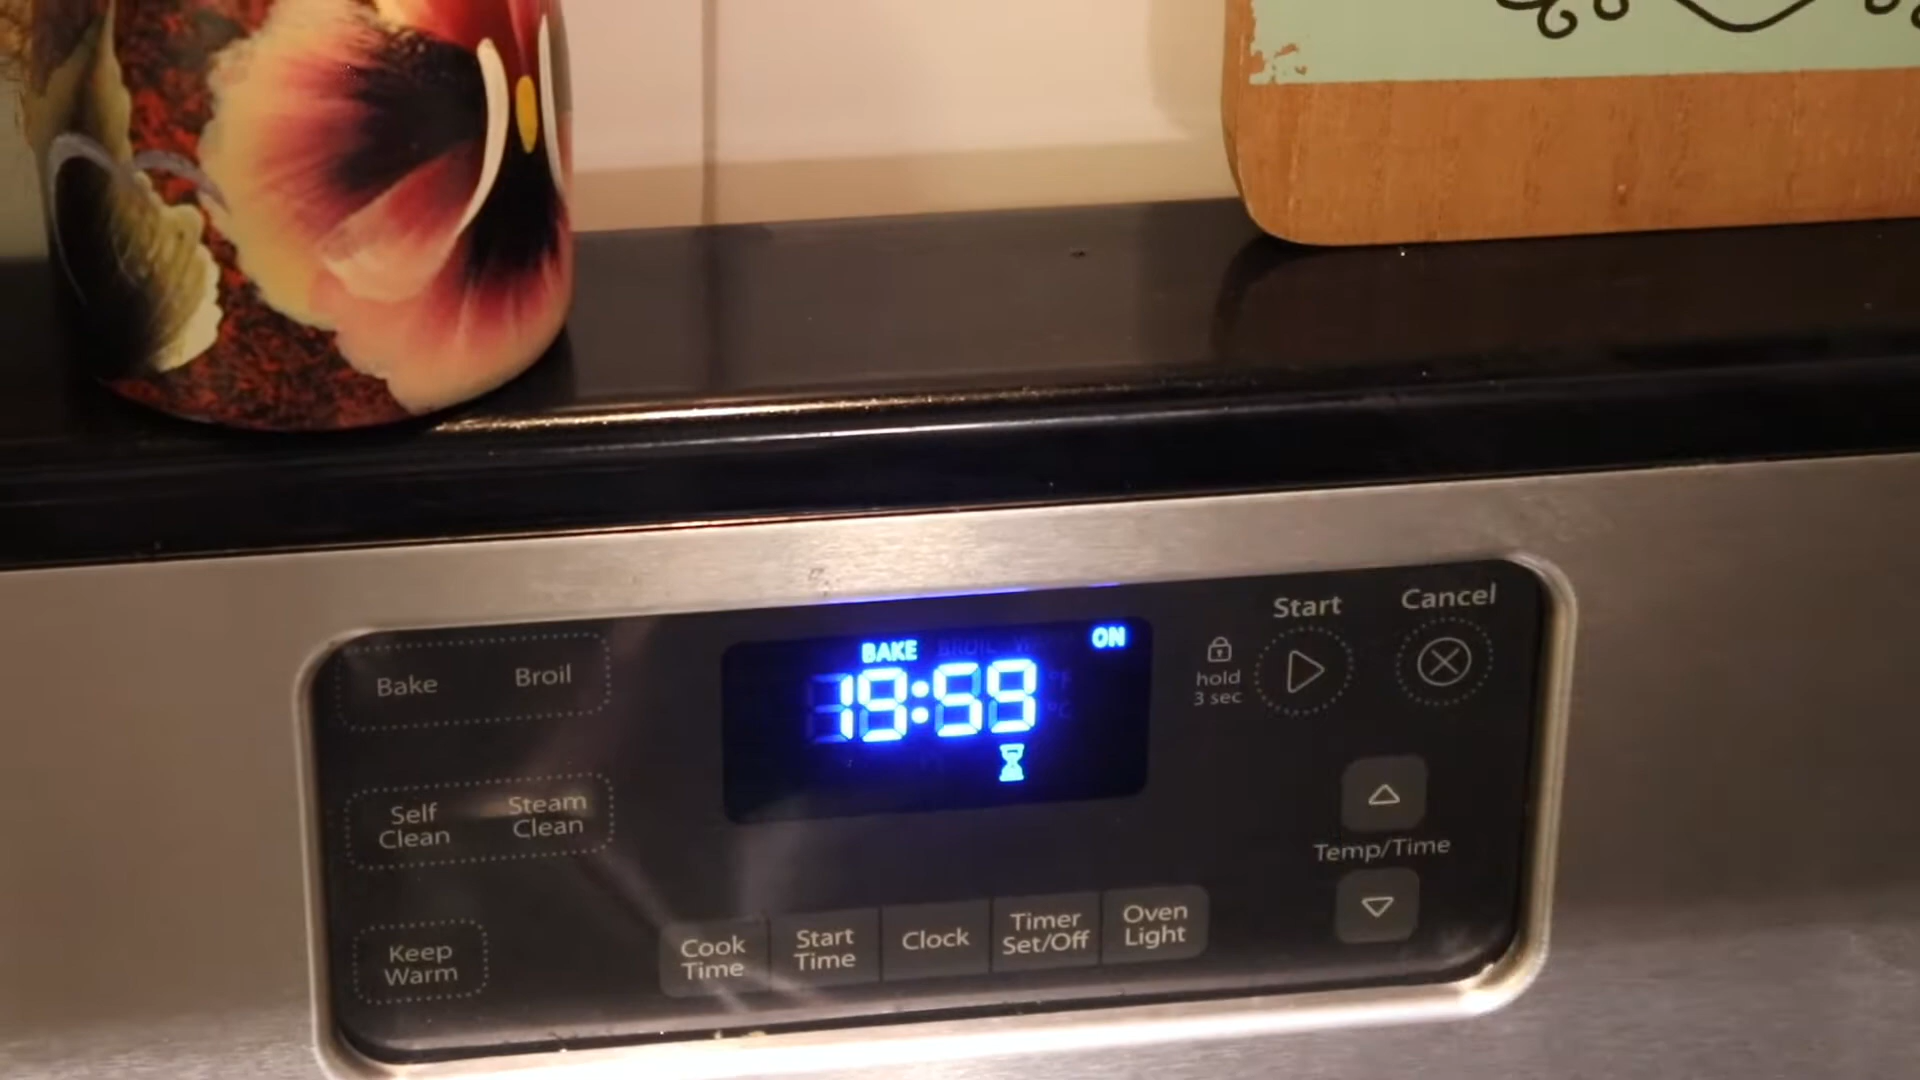 BAKE BROIL ON
19:59
°F
°C
Start
Cancel
hold
3 sec
Bake
Broil
Self
Clean
Steam
Clean
Temp/Time
Keep
Warm
Cook
Time
Start
Time
Clock
Timer
Set/Off
Oven
Light